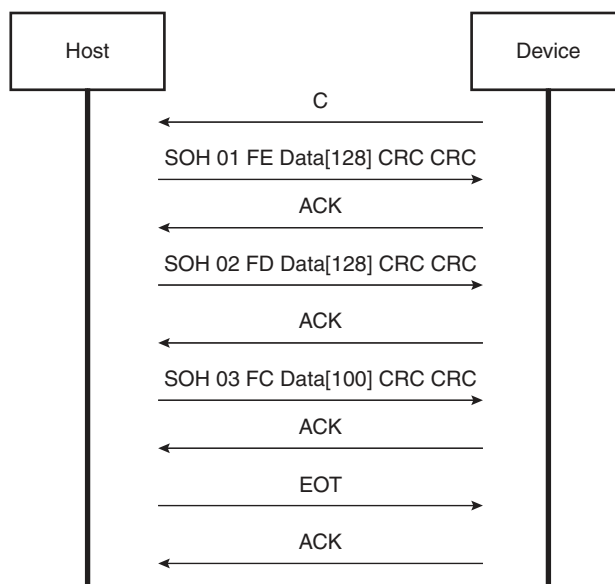 Host
Device
C
SOH 01 FE Data[128] CRC CRC
ACK
SOH 02 FD Data[128] CRC CRC
ACK
SOH 03 FC Data[100] CRC CRC
ACK
EOT
ACK